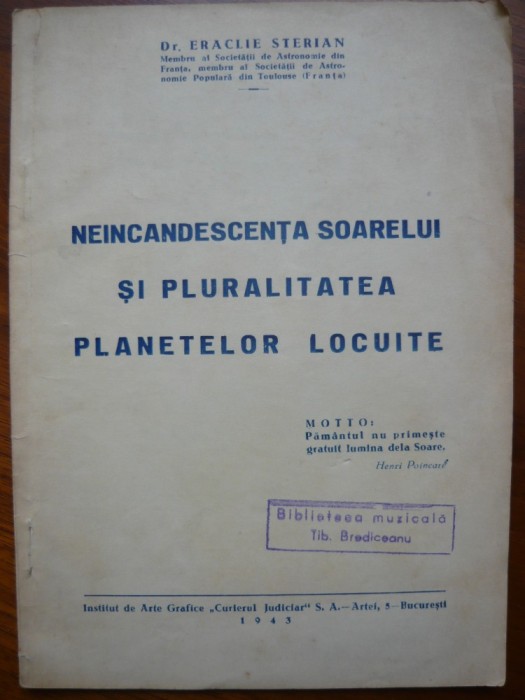 Dr. ERACLIE STERIAN
Membru al Societății de Astronomie din
Franța, membru al Societății de Astro-
nomie Populară din Toulouse (Franța)
NEINCANDESCENȚA SOARELUI
ȘI PLURALITATEA
PLANETELOR LOCUITE
MOTTO:
Pământul nu primește
gratuit lumina dela Soare.
Henri Poincaré
Biblioteca muzicală
Tib. Brediceanu
Institut de Arte Grafice „Curierul Judiciar" S. A.—Artei, 5—București
1943